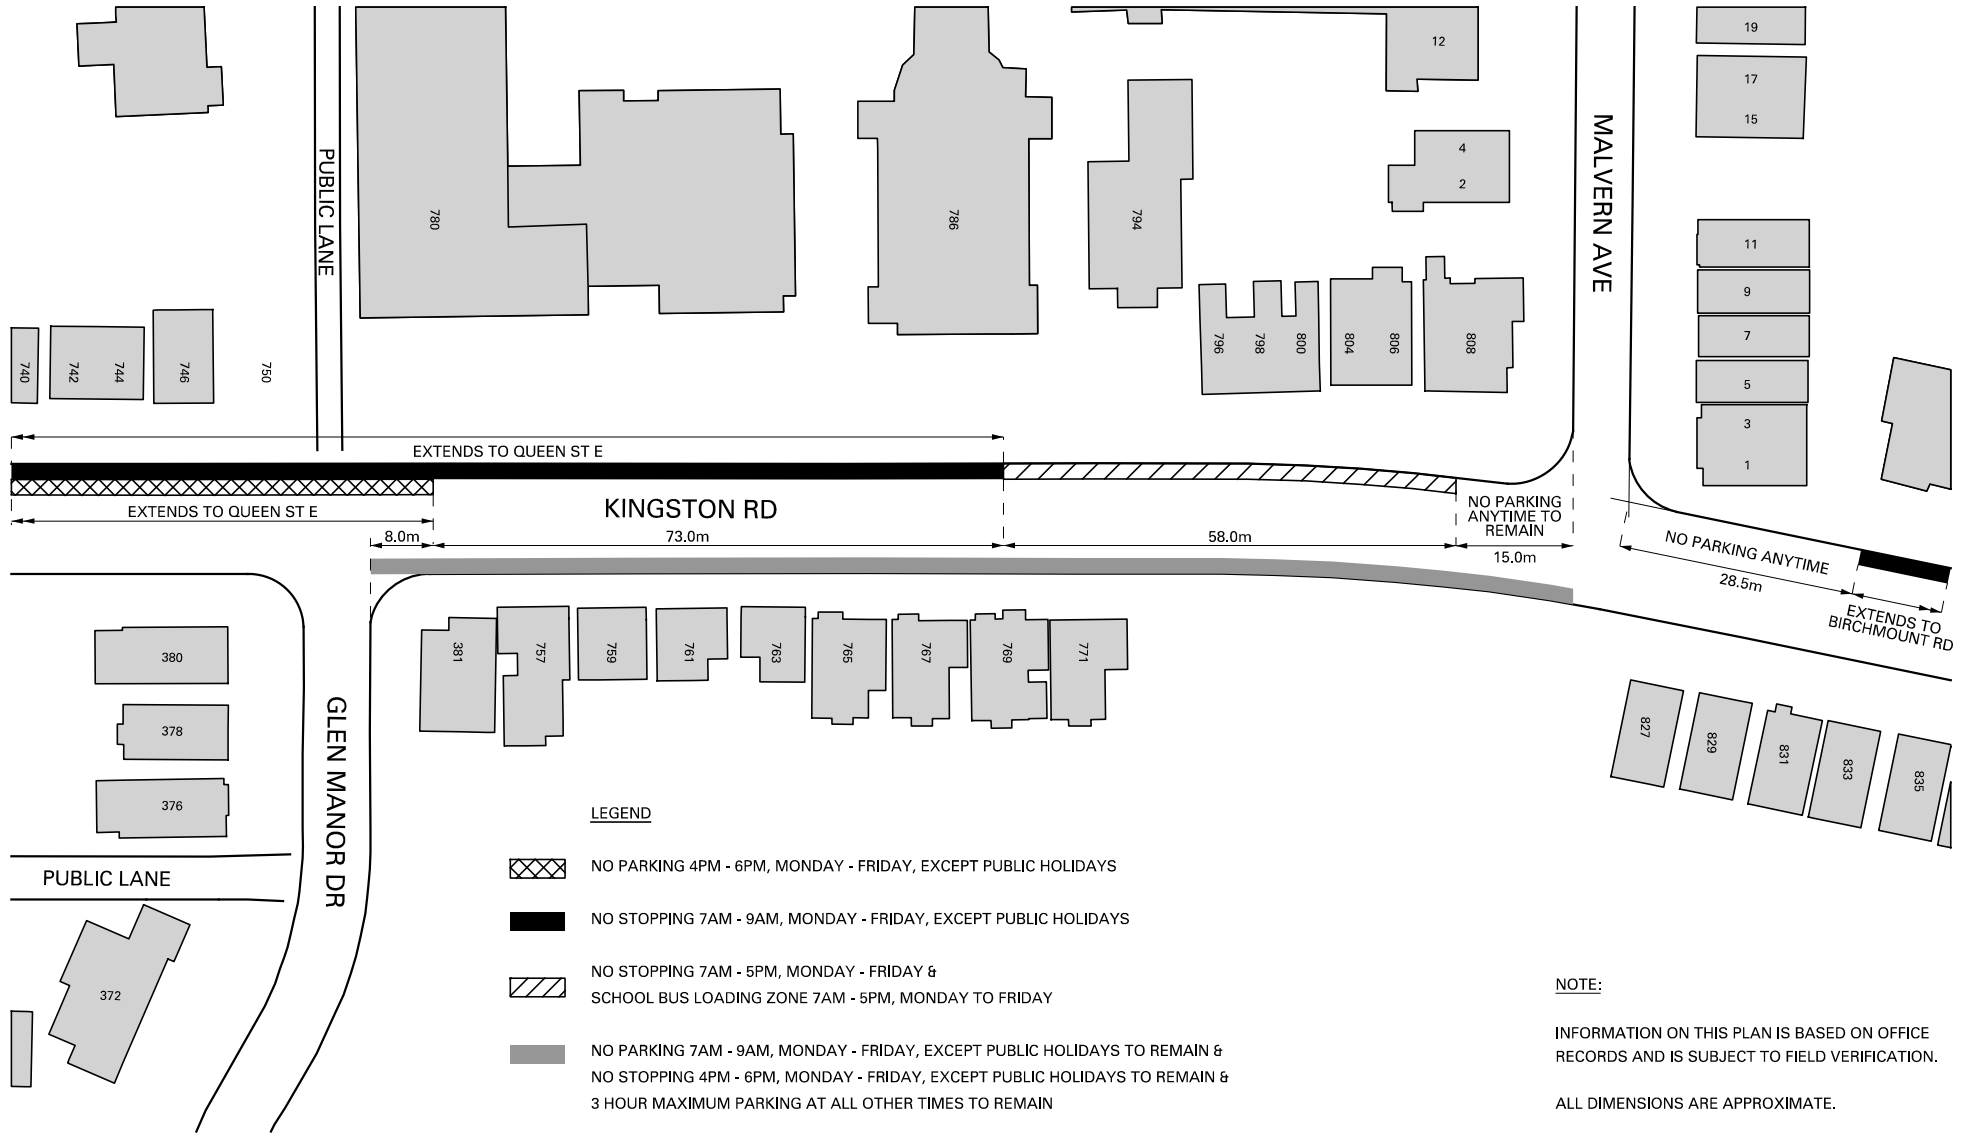 12
19
17
15
4
2
MALVERN AVE
PUBLIC LANE
780
786
794
11
9
7
5
3
1
740
742
744
746
750
796
798
800
804
806
808
EXTENDS TO QUEEN ST E
EXTENDS TO QUEEN ST E
KINGSTON RD
NO PARKING
ANYTIME TO
REMAIN
8.0m
73.0m
58.0m
15.0m
NO PARKING ANYTIME
28.5m
EXTENDS TO
BIRCHMOUNT RD
380
378
376
GLEN MANOR DR
PUBLIC LANE
372
381
757
759
761
763
765
767
769
771
827
829
831
833
835
LEGEND
NO PARKING 4PM - 6PM, MONDAY - FRIDAY, EXCEPT PUBLIC HOLIDAYS
NO STOPPING 7AM - 9AM, MONDAY - FRIDAY, EXCEPT PUBLIC HOLIDAYS
NO STOPPING 7AM - 5PM, MONDAY - FRIDAY &
SCHOOL BUS LOADING ZONE 7AM - 5PM, MONDAY TO FRIDAY
NO PARKING 7AM - 9AM, MONDAY - FRIDAY, EXCEPT PUBLIC HOLIDAYS TO REMAIN &
NO STOPPING 4PM - 6PM, MONDAY - FRIDAY, EXCEPT PUBLIC HOLIDAYS TO REMAIN &
3 HOUR MAXIMUM PARKING AT ALL OTHER TIMES TO REMAIN
NOTE:
INFORMATION ON THIS PLAN IS BASED ON OFFICE
RECORDS AND IS SUBJECT TO FIELD VERIFICATION.
ALL DIMENSIONS ARE APPROXIMATE.